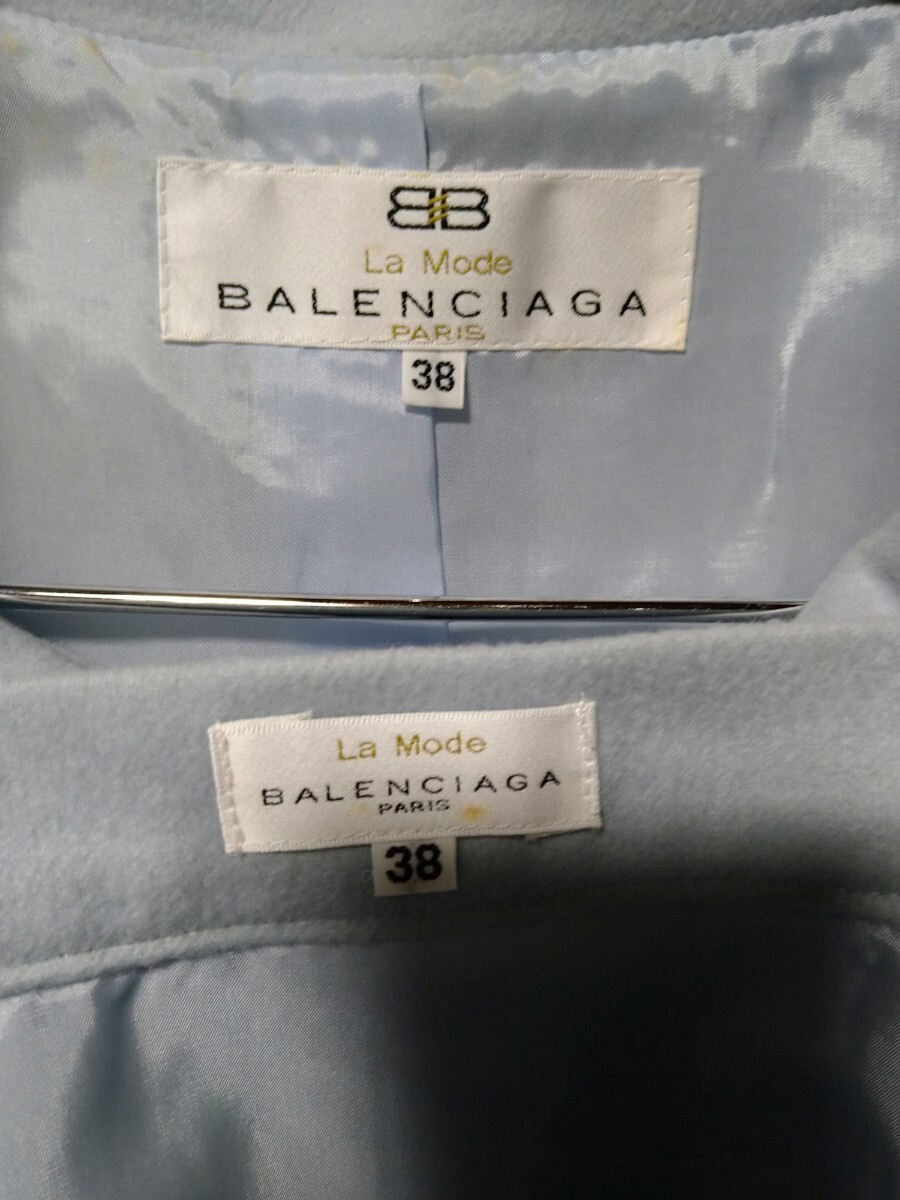 BB
La Mode
BALENCIAGA
PARIS
38
La Mode
BALENCIAGA
PARIS
38